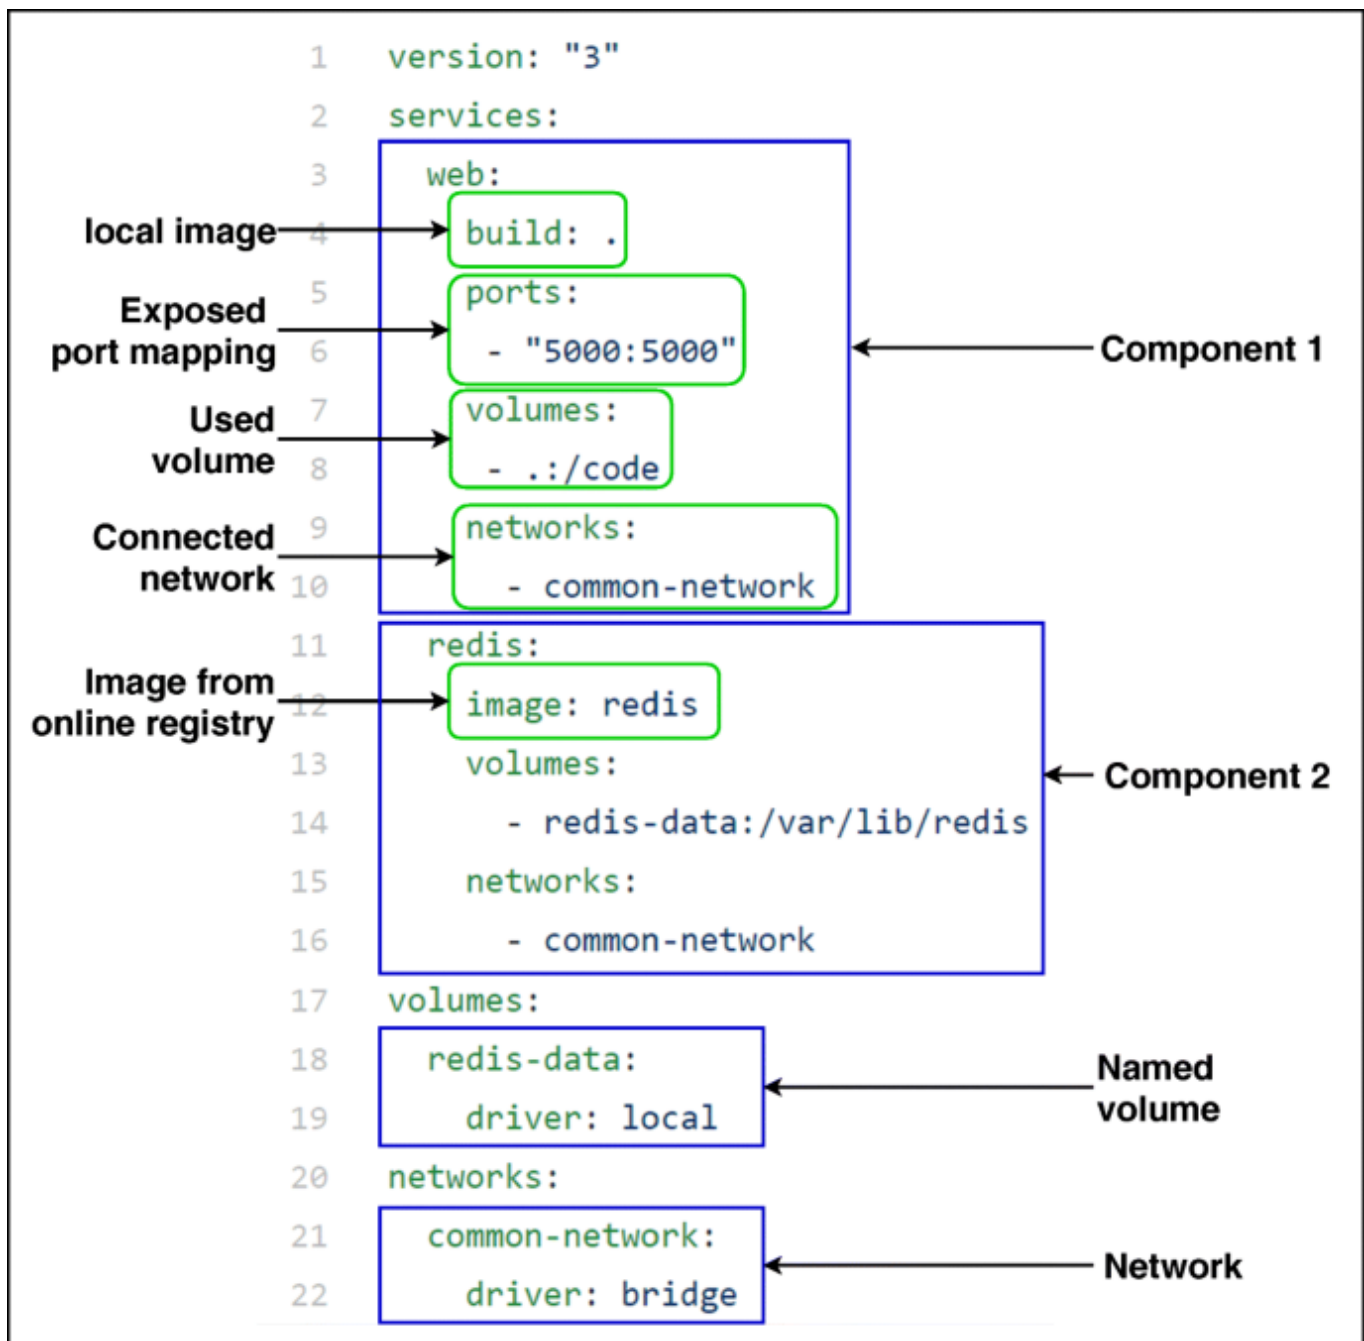 1 version: "3"
2 services:
3 web:
local image 4 build: .
5 ports:
Exposed
port mapping 6 - "5000:5000"
Component 1
7 volumes:
Used
volume 8 - .:/code
9 networks:
Connected
network 10 - common-network
11 redis:
Image from
12 image: redis
online registry
13 volumes:
Component 2
14 - redis-data:/var/lib/redis
15 networks:
16 - common-network
17 volumes:
18 redis-data:
Named
volume
19 driver: local
20 networks:
21 common-network:
Network
22 driver: bridge